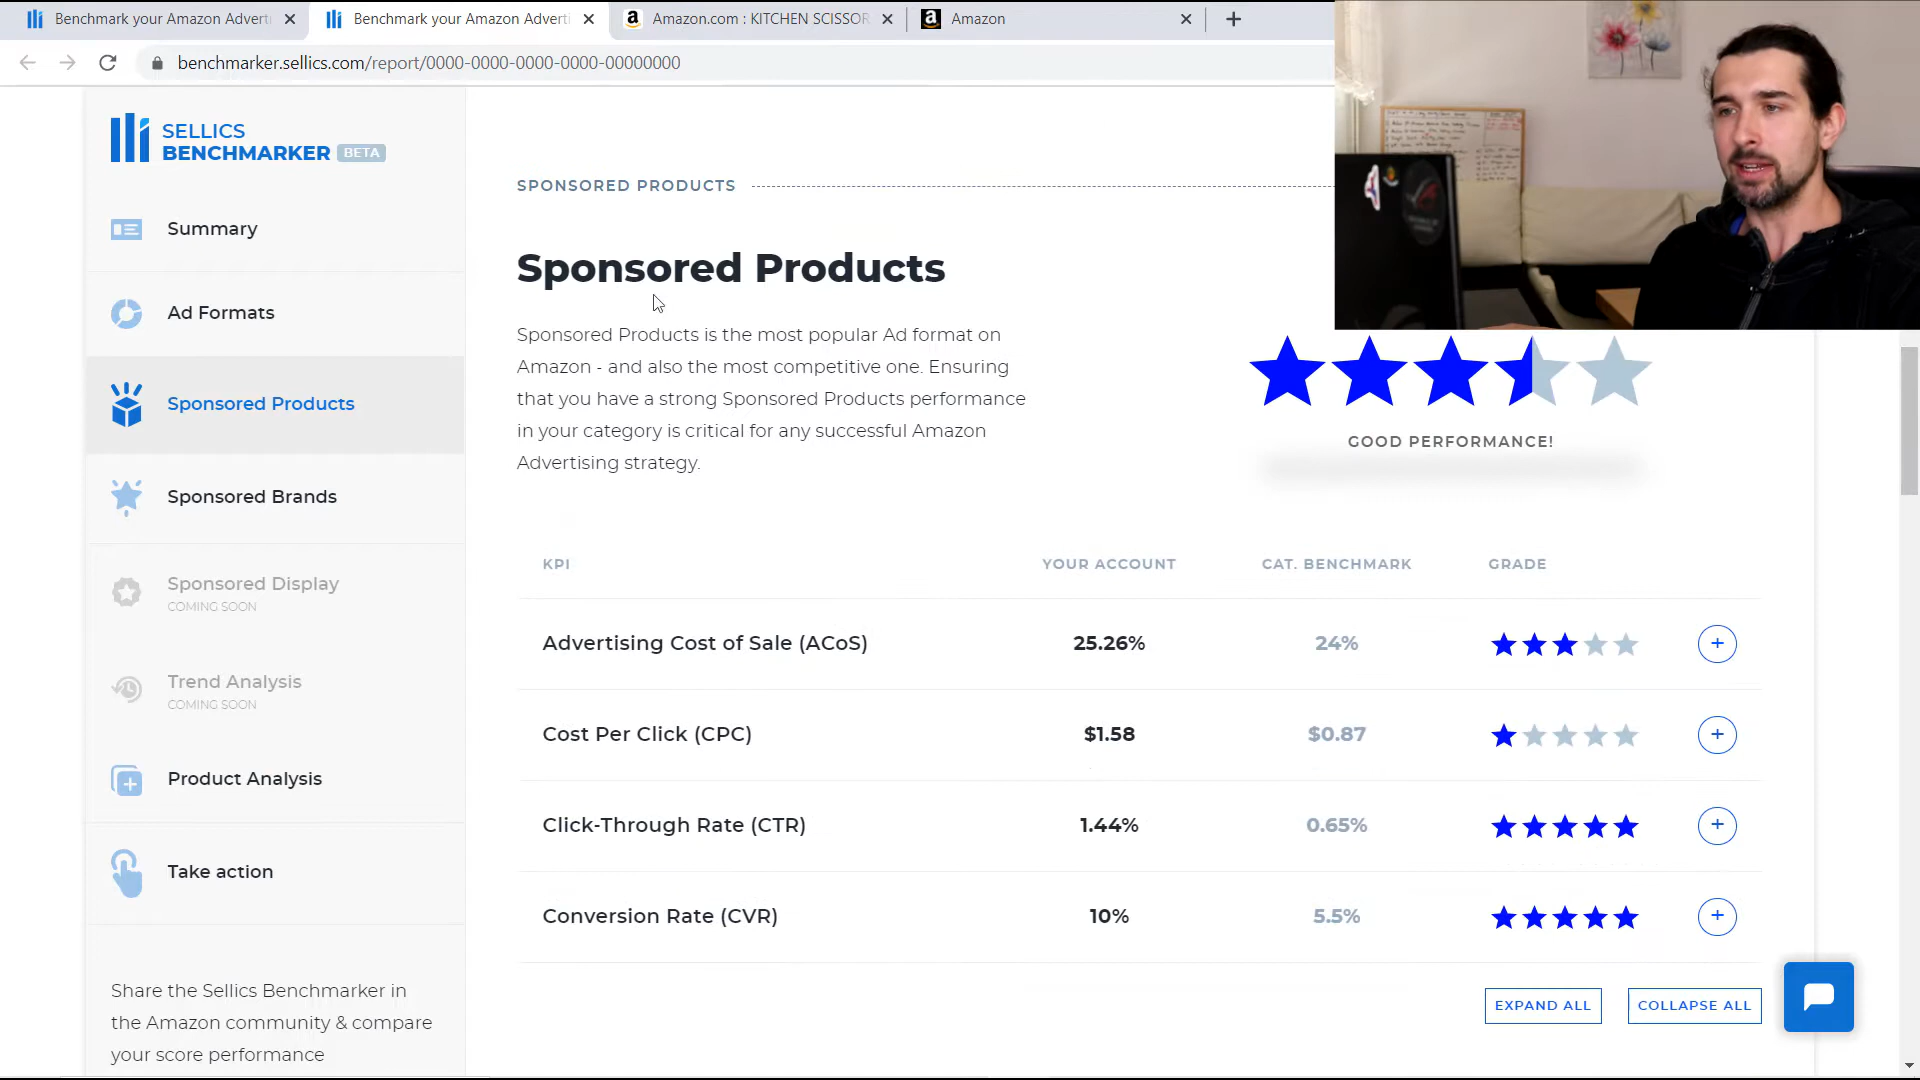 Benchmark your Amazon Adverti
Benchmark your Amazon Adverti
Amazon.com : KITCHEN SCISSOR
Amazon
benchmarker.sellics.com/report/0000-0000-0000-0000-00000000
SELLICS
BENCHMARKER BETA
Summary
Ad Formats
Sponsored Products
Sponsored Brands
Sponsored Display
COMING SOON
Trend Analysis
COMING SOON
Product Analysis
Take action
Share the Sellics Benchmarker in
the Amazon community & compare
your score performance
SPONSORED PRODUCTS
Sponsored Products
Sponsored Products is the most popular Ad format on
Amazon - and also the most competitive one. Ensuring
that you have a strong Sponsored Products performance
in your category is critical for any successful Amazon
Advertising strategy.
GOOD PERFORMANCE!
KPI YOUR ACCOUNT CAT. BENCHMARK GRADE
Advertising Cost of Sale (ACoS) 25.26% 24%
Cost Per Click (CPC) $1.58 $0.87
Click-Through Rate (CTR) 1.44% 0.65%
Conversion Rate (CVR) 10% 5.5%
EXPAND ALL COLLAPSE ALL